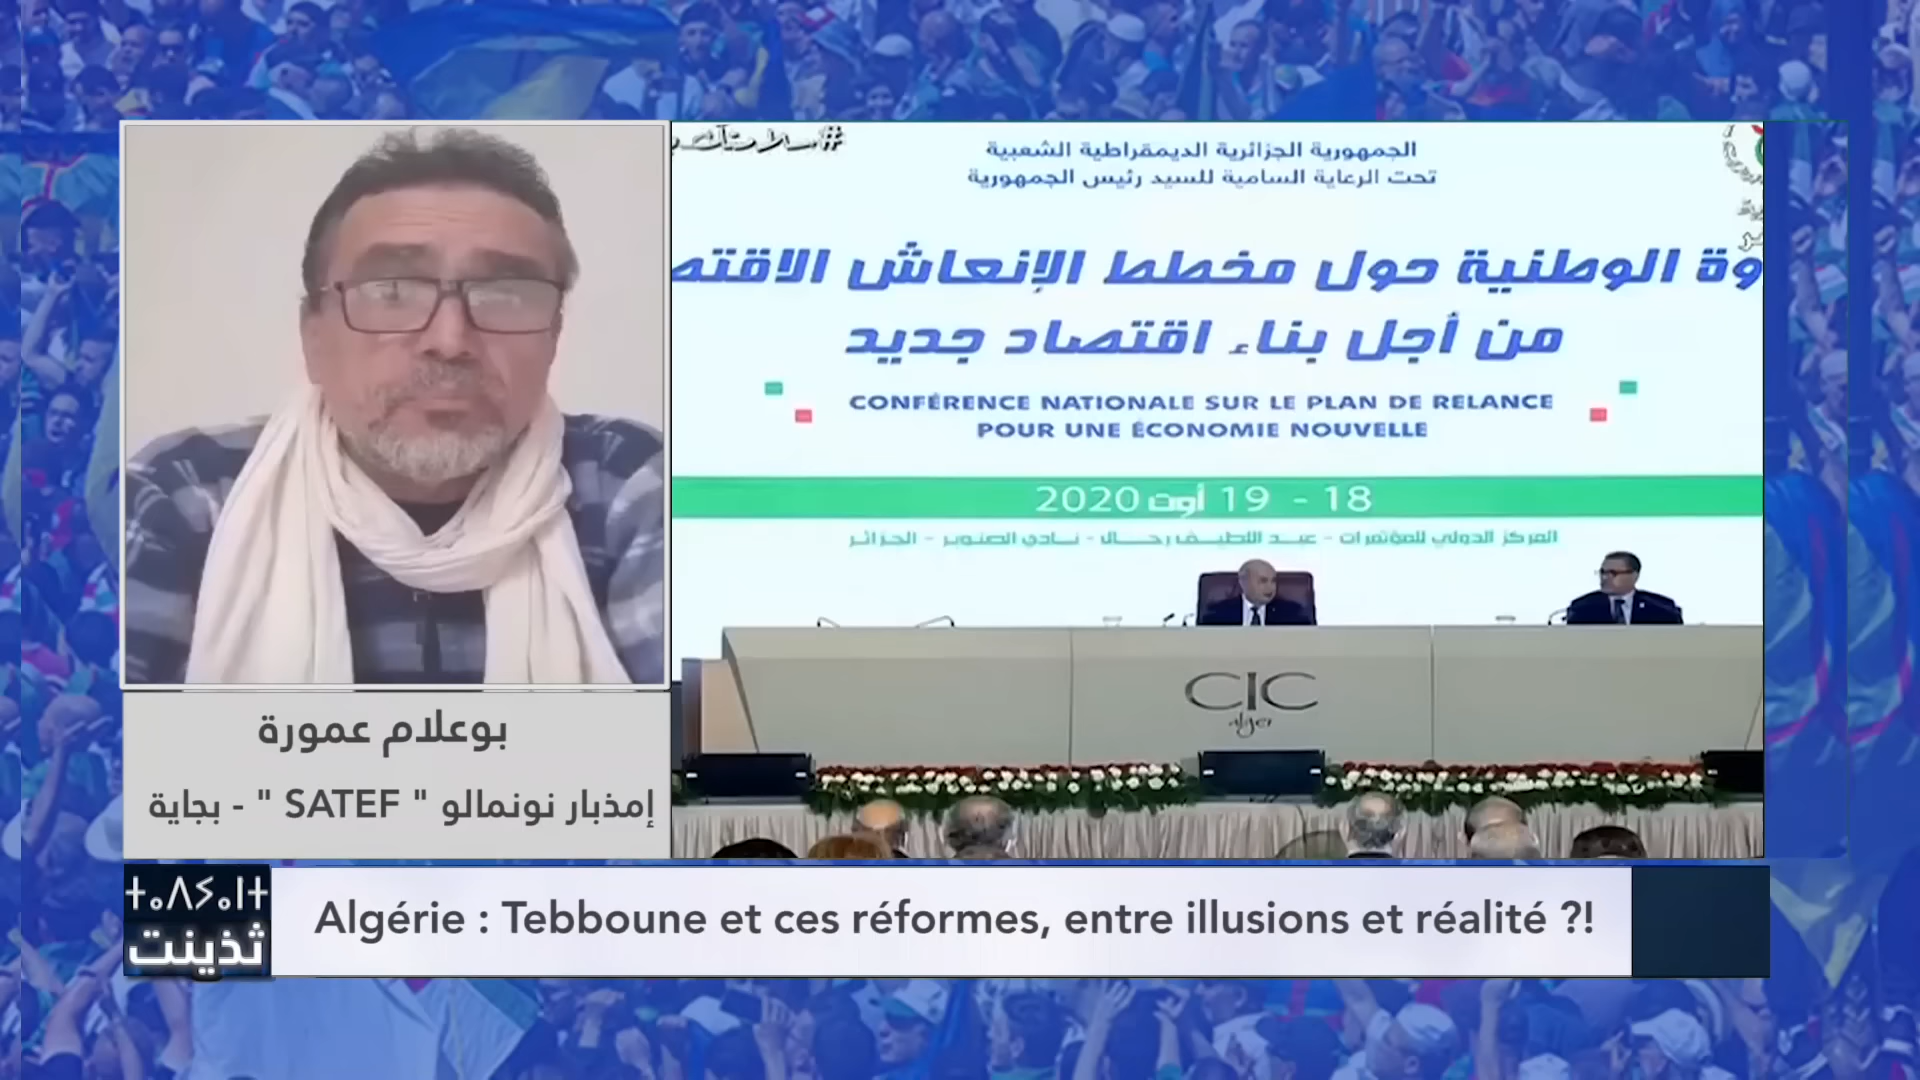 الجمهورية الجزائرية الديمقراطية الشعبية
تحت الرعاية السامية للسيد رئيس الجمهورية
الوطنية حول مخطط الإنعاش
من أجل بناء اقتصاد جديد
CONFÉRENCE NATIONALE SUR LE PLAN DE RELANCE
POUR UNE ÉCONOMIE NOUVELLE
18 - 19 أوت 2020
المركز الدولي للمؤتمرات - عبد اللطيف رحال - نادي الصنوبر - الجزائر
CIC
alger
بوعلام عمورة
إمذبار نونمالو " SATEF " - بجاية
ⵜⴰⴷⵢⴰⵏⵜ
ثذينت
Algérie : Tebboune et ces réformes, entre illusions et réalité ?!